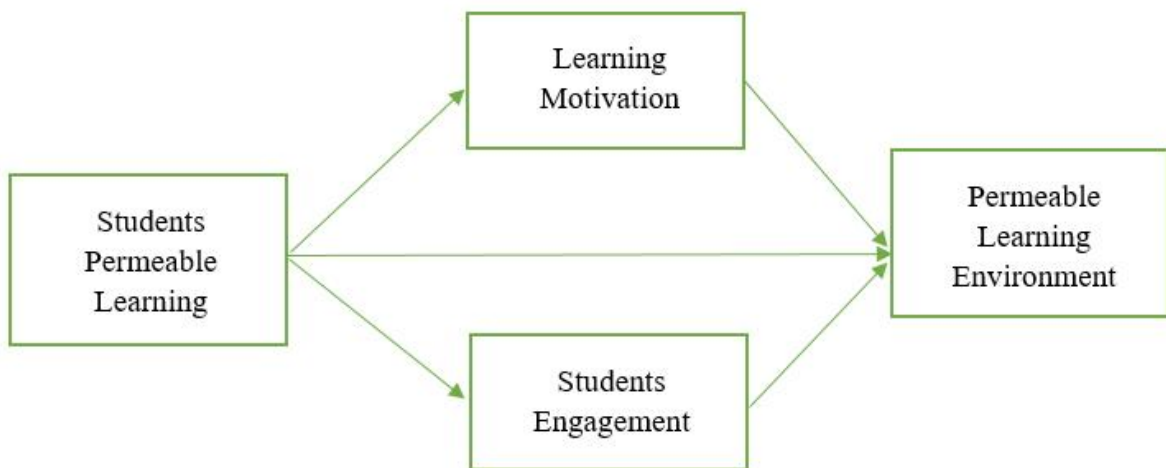 Learning
Motivation
Students
Permeable
Learning
Permeable
Learning
Environment
Students
Engagement